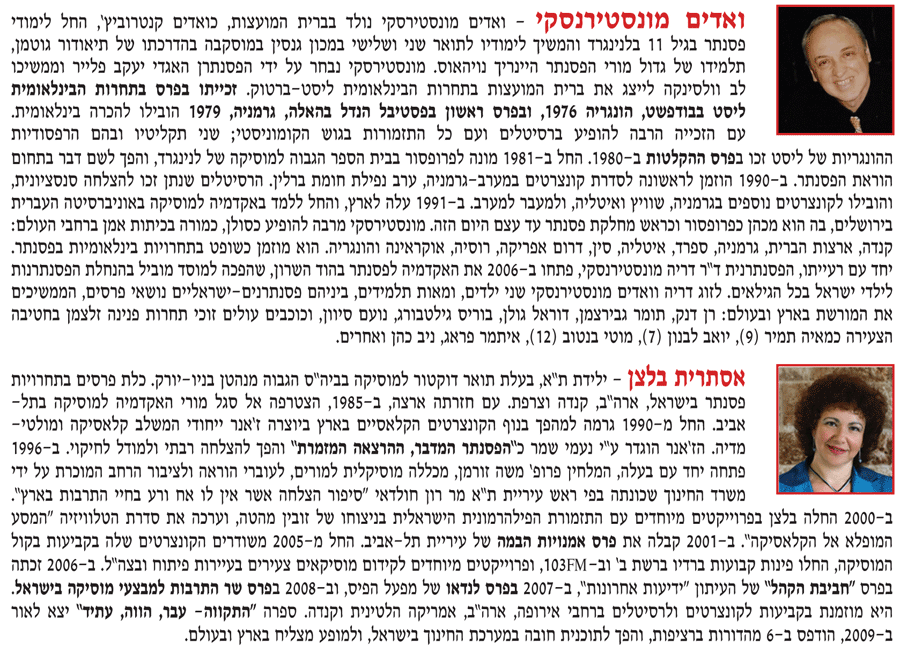 ואדים מונסטירנסקי – ואדים מונסטירסקי נולד בברית המועצות, כואדים קנטרוביץ', החל לימודי
פסנתר בגיל 11 בלנינגרד והמשיך לימודיו לתואר שני ושלישי במכון גנסין במוסקבה בהדרכתו של תיאודור גוטמן,
תלמידו של גדול מורי הפסנתר היינריך נויהאוס. מונסטירסקי נבחר על ידי הפסנתרן האגדי יעקב פלייר וממשיכו
לב וולסינקה לייצג את ברית המועצות בתחרות הבינלאומית ליסט-ברטוק. זכייתו בפרס בתחרות הבינלאומית
ליסט בבודפשט, הונגריה 1976, ובפרס ראשון בפסטיבל הנדל בהאלה, גרמניה, 1979 הובילו להכרה בינלאומית.
עם הזכייה הרבה להופיע ברסיטלים ועם כל התזמורות בגוש הקומוניסטי; שני תקליטיו ובהם הרפסודיות
ההונגריות של ליסט זכו בפרס ההקלטות ב-1980. החל ב-1981 מונה לפרופסור בבית הספר הגבוה למוסיקה של לנינגרד, והפך לשם דבר בתחום
הוראת הפסנתר. ב-1990 הוזמן לראשונה לסדרת קונצרטים במערב-גרמניה, ערב נפילת חומת ברלין. הרסיטלים שנתן זכו להצלחה סנסציונית,
והובילו לקונצרטים נוספים בגרמניה, שוויץ ואיטליה, ולמעבר למערב. ב-1991 עלה לארץ, והחל ללמד באקדמיה למוסיקה באוניברסיטה העברית
בירושלים, בה הוא מכהן כפרופסור וכראש מחלקת פסנתר עד עצם היום הזה. מונסטירסקי מרבה להופיע כסולן, כמורה בכיתות אמן ברחבי העולם:
קנדה, ארצות הברית, גרמניה, ספרד, איטליה, סין, דרום אפריקה, רוסיה, אוקראינה והונגריה. הוא מוזמן כשופט בתחרויות בינלאומיות בפסנתר.
יחד עם רעייתו, הפסנתרנית ד"ר דריה מונסטירנסקי, פתחו ב-2006 את האקדמיה לפסנתר בהוד השרון, שהפכה למוסד מוביל בהנחלת הפסנתרנות
לילדי ישראל בכל הגילאים. לזוג דריה וואדים מונסטירנסקי שני ילדים, ומאות תלמידים, ביניהם פסנתרנים-ישראליים נושאי פרסים, הממשיכים
את המורשת בארץ ובעולם: רן דנק, תומר גבירצמן, דוראל גולן, בוריס גילטבורג, נועם סיוון, וכוכבים עולים זוכי תחרות פנינה זלצמן בחטיבה
הצעירה כמאיה תמיר (9), יואב לבנון (7), מוטי בנטוב (12), איתמר פראג, ניב כהן ואחרים.
אסתרית בלצן – ילידת ת"א, בעלת תואר דוקטור למוסיקה בביה"ס הגבוה מנהטן בניו-יורק. כלת פרסים בתחרויות
פסנתר בישראל, ארה"ב, קנדה וצרפת. עם חזרתה ארצה, ב-1985, הצטרפה אל סגל מורי האקדמיה למוסיקה בתל-
אביב. החל מ-1990 גרמה למהפך בנוף הקונצרטים הקלאסיים בארץ ביוצרה ז'אנר ייחודי המשלב קלאסיקה ומולטי-
מדיה. הז'אנר הוגדר ע"י נעמי שמר כ"הפסנתר המדבר, ההרצאה המזמרת" והפך להצלחה רבתי ולמודל לחיקוי. ב-1996
פתחה יחד עם בעלה, המלחין פרופ' משה זורמן, מכללה מוסיקלית למורים, לעוברי הוראה ולציבור הרחב המוכרת על ידי
משרד החינוך שכונתה בפי ראש עיריית ת"א מר רון חולדאי "סיפור הצלחה אשר אין לו אח ורע בחיי התרבות בארץ".
ב-2000 החלה בלצן בפרוייקטים מיוחדים עם התזמורת הפילהרמונית הישראלית בניצוחו של זובין מהטה, וערכה את סדרת הטלוויזיה "המסע
המופלא אל הקלאסיקה". ב-2001 קבלה את פרס אמנויות הבמה של עיריית תל-אביב. החל מ-2005 משודרים הקונצרטים שלה בקביעות בקול
המוסיקה, החלו פינות קבועות ברדיו ברשת ב' וב-103FM, ופרוייקטים מיוחדים לקידום מוסיקאים צעירים בעיירות פיתוח ובצה"ל. ב-2006 זכתה
בפרס "חביבת הקהל" של העיתון "ידיעות אחרונות", ב-2007 בפרס לנדאו של מפעל הפיס, וב-2008 בפרס שר התרבות למבצעי מוסיקה בישראל.
היא מוזמנת בקביעות לקונצרטים ולרסיטלים ברחבי אירופה, ארה"ב, אמריקה הלטינית וקנדה. ספרה "התקווה- עבר, הווה, עתיד" יצא לאור
ב-2009, הודפס ב-6 מהדורות ברציפות, והפך לתוכנית חובה במערכת החינוך בישראל, ולמופע מצליח בארץ ובעולם.